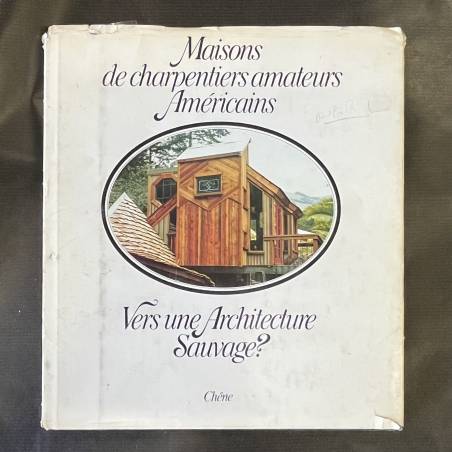 Maisons
de charpentiers amateurs
Américains
Vers une Architecture
Sauvage?
Chêne